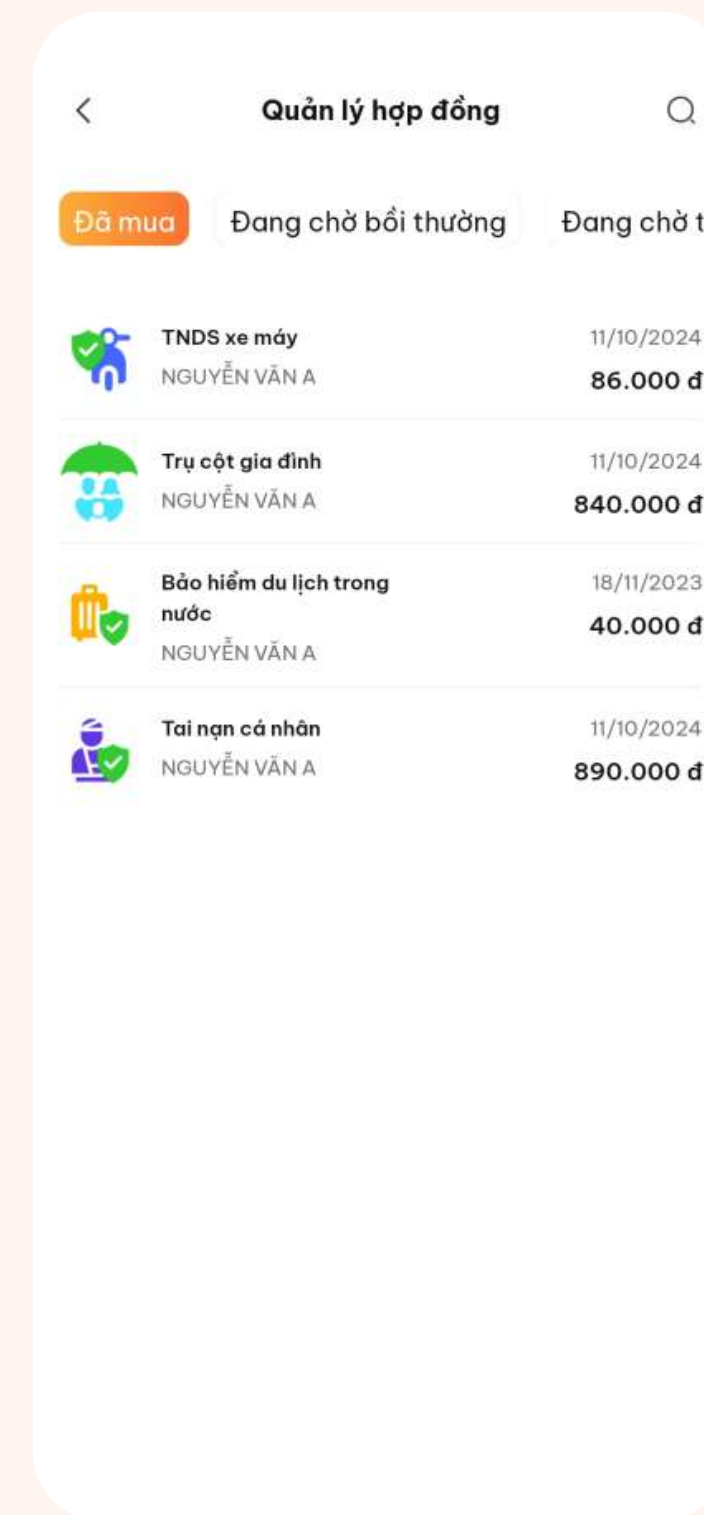 Quản lý hợp đồng
Đã mua
Đang chờ bồi thường
Đang chờ t
TNDS xe máy
11/10/2024
NGUYỄN VĂN A
86.000 đ
Trụ cột gia đình
11/10/2024
NGUYỄN VĂN A
840.000 đ
Bảo hiểm du lịch trong
18/11/2023
nước
40.000 đ
NGUYỄN VĂN A
Tai nạn cá nhân
11/10/2024
NGUYỄN VĂN A
890.000 đ